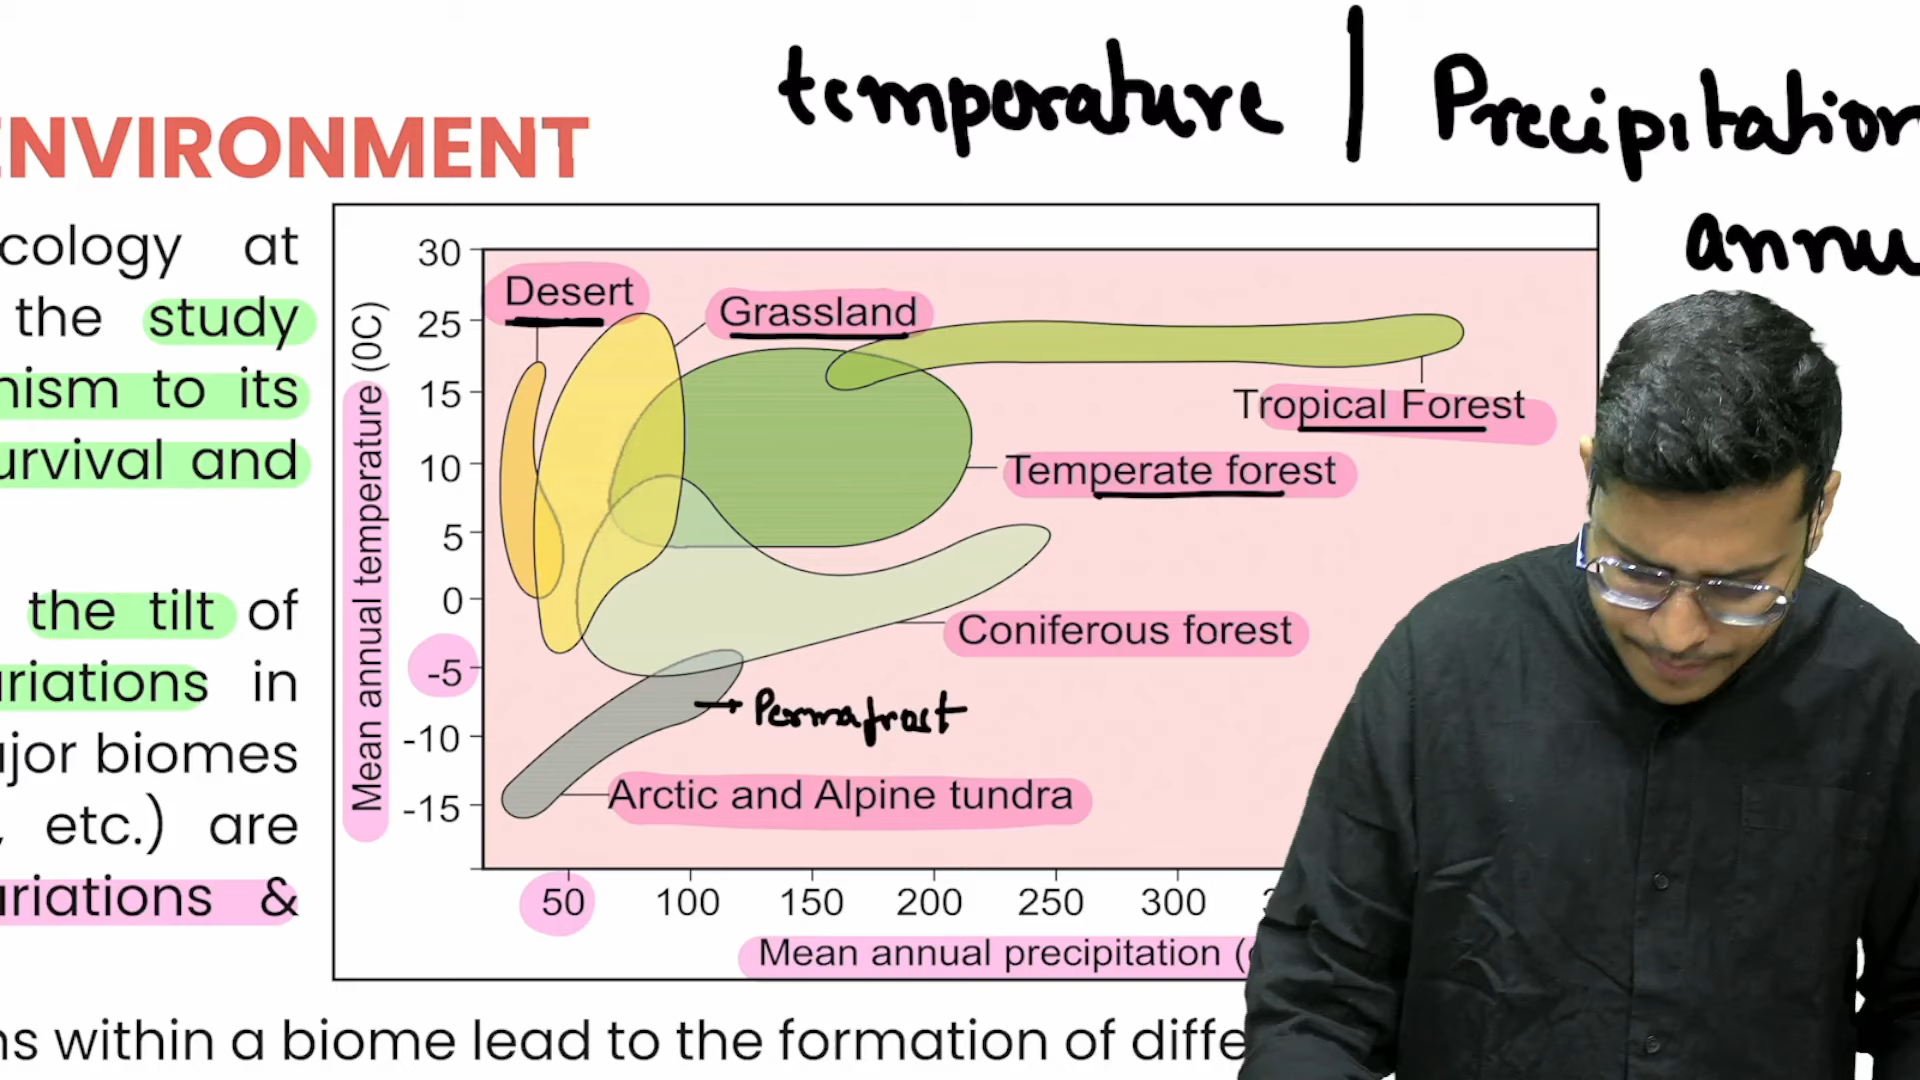 temperature | Precipitation
annu
ENVIRONMENT
cology at
the study
nism to its
urvival and
the tilt of
ariations in
ajor biomes
, etc.) are
ariations &
30
25
15
10
5
0
-5
-10
-15
Mean annual temperature (0C)
Desert
Grassland
Tropical Forest
Temperate forest
Coniferous forest
Permafrost
Arctic and Alpine tundra
50 100 150 200 250 300
Mean annual precipitation (
ns within a biome lead to the formation of diffe